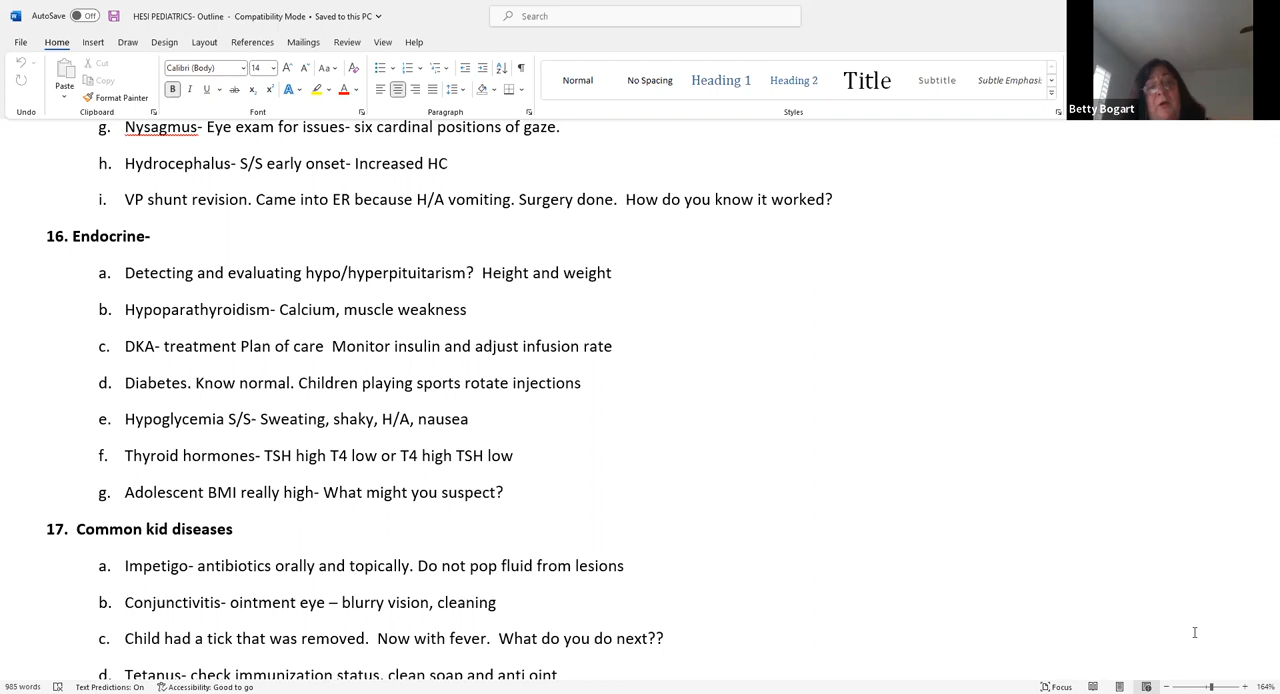 AutoSave Off HESI PEDIATRICS- Outline - Compatibility Mode • Saved to this PC Search
File Home Insert Draw Design Layout References Mailings Review View Help
Paste Cut Copy Format Painter Calibri (Body) 14 Normal No Spacing Heading 1 Heading 2 Title Subtitle Subtle Emphasi
Undo Clipboard Font Paragraph Styles
Betty Bogart
g. Nysagmus- Eye exam for issues- six cardinal positions of gaze.
h. Hydrocephalus- S/S early onset- Increased HC
i. VP shunt revision. Came into ER because H/A vomiting. Surgery done. How do you know it worked?
16. Endocrine-
a. Detecting and evaluating hypo/hyperpituitarism? Height and weight
b. Hypoparathyroidism- Calcium, muscle weakness
c. DKA- treatment Plan of care Monitor insulin and adjust infusion rate
d. Diabetes. Know normal. Children playing sports rotate injections
e. Hypoglycemia S/S- Sweating, shaky, H/A, nausea
f. Thyroid hormones- TSH high T4 low or T4 high TSH low
g. Adolescent BMI really high- What might you suspect?
17. Common kid diseases
a. Impetigo- antibiotics orally and topically. Do not pop fluid from lesions
b. Conjunctivitis- ointment eye – blurry vision, cleaning
c. Child had a tick that was removed. Now with fever. What do you do next??
d. Tetanus- check immunization status, clean soap and anti oint
985 words Text Predictions: On Accessibility: Good to go Focus 164%